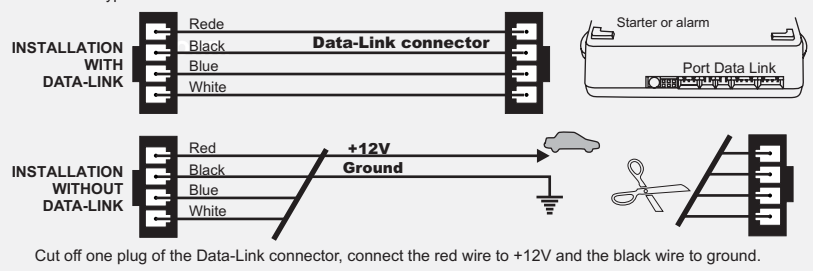 Rede
Black
Blue
White
INSTALLATION
WITH
DATA-LINK
Data-Link connector
Starter or alarm
Port Data Link
Red
Black
Blue
White
INSTALLATION
WITHOUT
DATA-LINK
+12V
Ground
Cut off one plug of the Data-Link connector, connect the red wire to +12V and the black wire to ground.